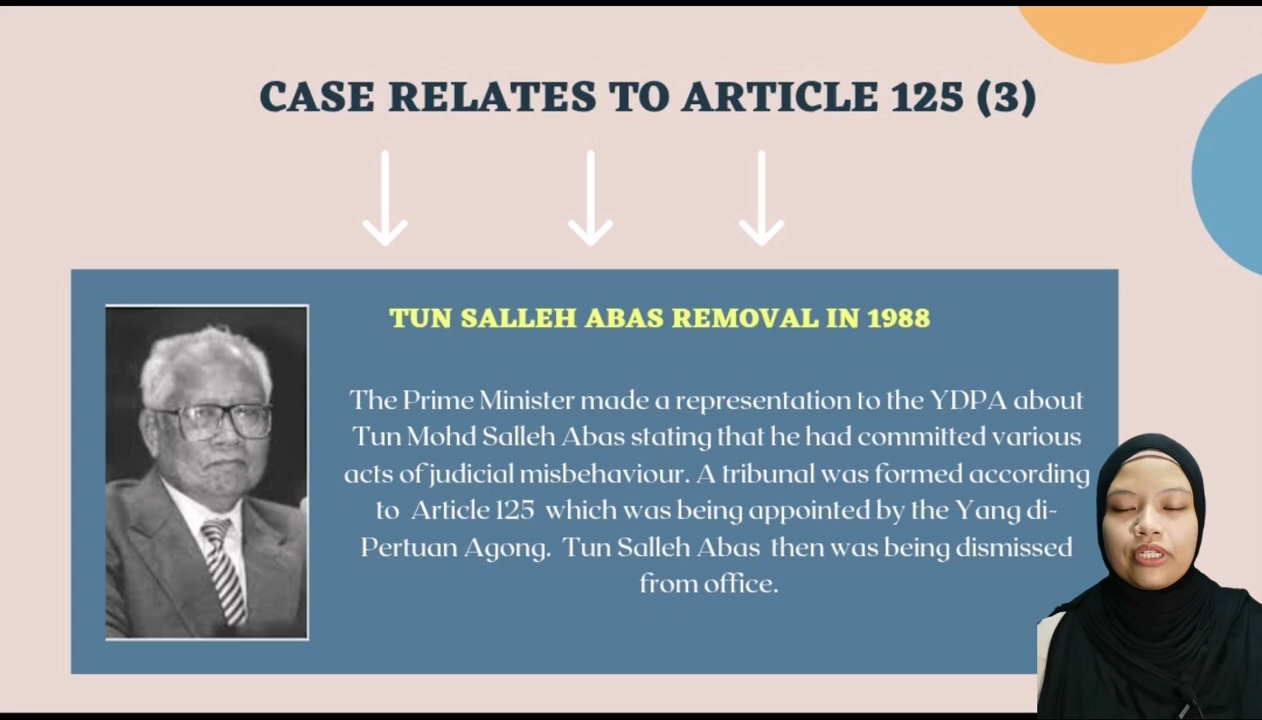 CASE RELATES TO ARTICLE 125 (3)
TUN SALLEH ABAS REMOVAL IN 1988
The Prime Minister made a representation to the YDPA about
Tun Mohd Salleh Abas stating that he had committed various
acts of judicial misbehaviour. A tribunal was formed according
to Article 125 which was being appointed by the Yang di-
Pertuan Agong. Tun Salleh Abas then was being dismissed
from office.